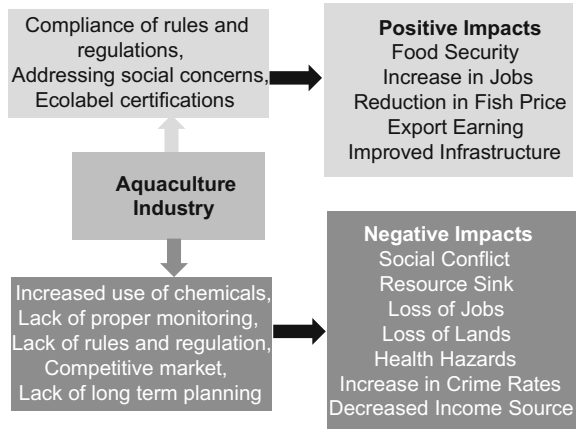 Compliance of rules and
regulations,
Addressing social concerns,
Ecolabel certifications
Positive Impacts
Food Security
Increase in Jobs
Reduction in Fish Price
Export Earning
Improved Infrastructure
Aquaculture
Industry
Increased use of chemicals,
Lack of proper monitoring,
Lack of rules and regulation,
Competitive market,
Lack of long term planning
Negative Impacts
Social Conflict
Resource Sink
Loss of Jobs
Loss of Lands
Health Hazards
Increase in Crime Rates
Decreased Income Source